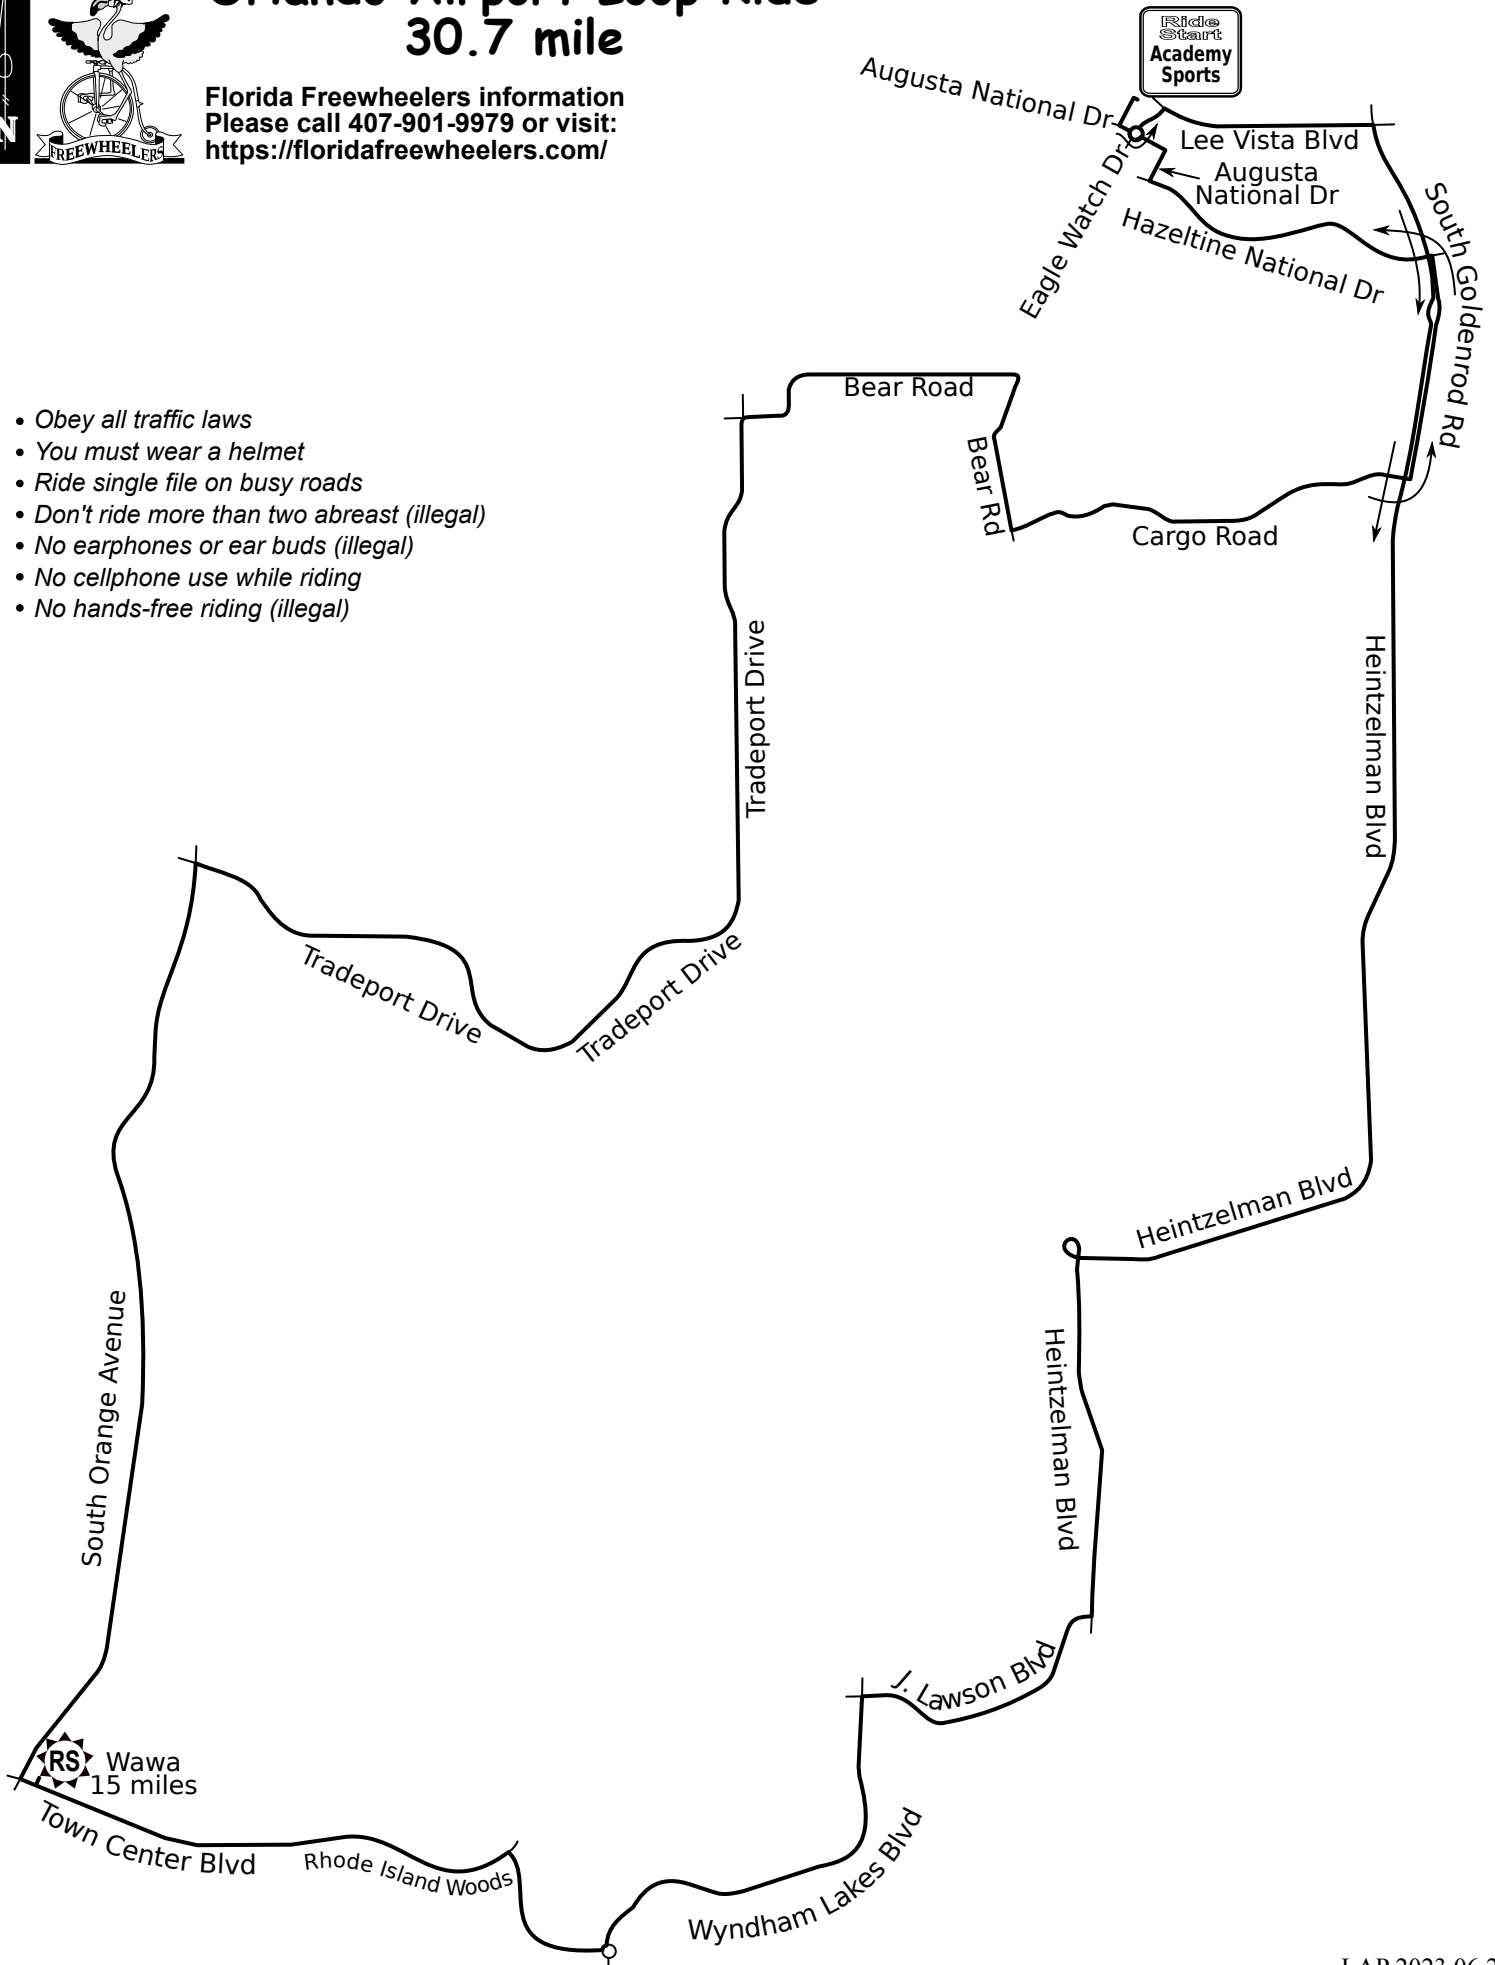 Orlando Airport Loop Ride
30.7 mile
Florida Freewheelers information
Please call 407-901-9979 or visit:
https://floridafreewheelers.com/
N
FREEWHEELERS
Ride
Start
Academy
Sports
Augusta National Dr
Lee Vista Blvd
Augusta
National Dr
Eagle Watch Dr
Hazeltine National Dr
South Goldenrod Rd
Bear Road
Bear Rd
Cargo Road
• Obey all traffic laws
• You must wear a helmet
• Ride single file on busy roads
• Don't ride more than two abreast (illegal)
• No earphones or ear buds (illegal)
• No cellphone use while riding
• No hands-free riding (illegal)
Tradeport Drive
Heintzelman Blvd
Tradeport Drive
Tradeport Drive
Heintzelman Blvd
South Orange Avenue
Heintzelman Blvd
J. Lawson Blvd
RS
Wawa
15 miles
Town Center Blvd
Rhode Island Woods
Wyndham Lakes Blvd